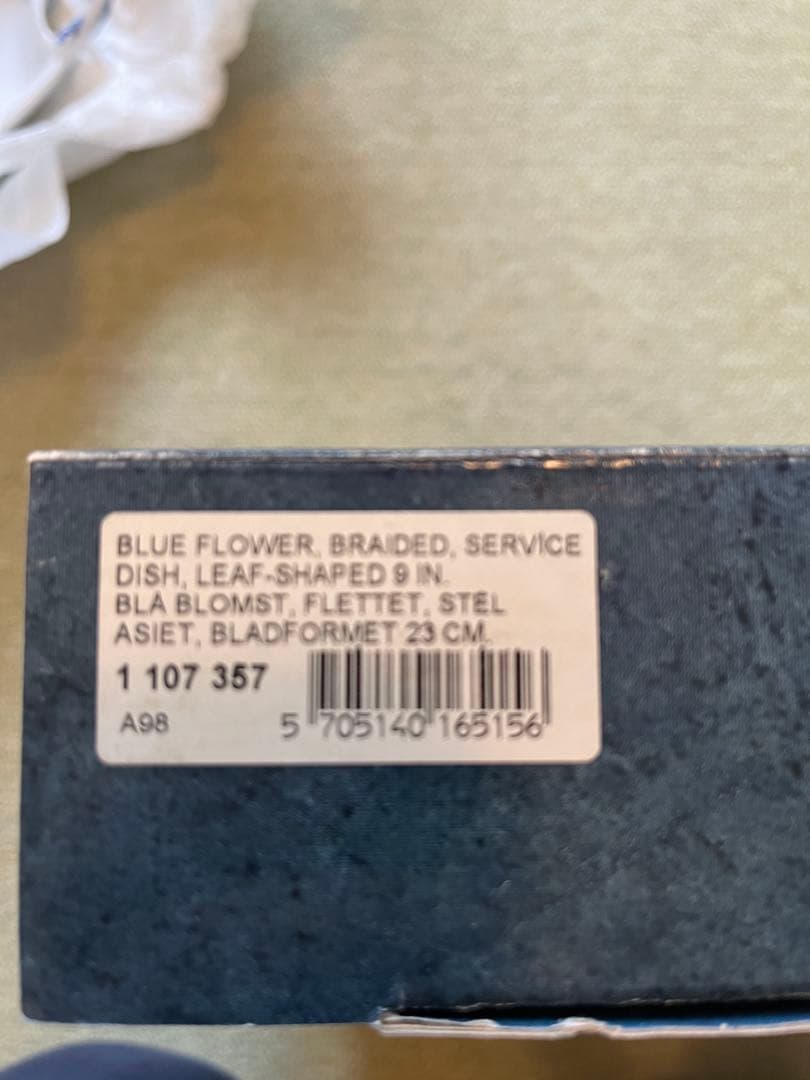 BLUE FLOWER, BRAIDED, SERVICE
DISH, LEAF-SHAPED 9 IN.
BLÅ BLOMST, FLETTET, STEL
ASIET, BLADFORMET 23 CM.
1 107 357
A98
5 705140 165156